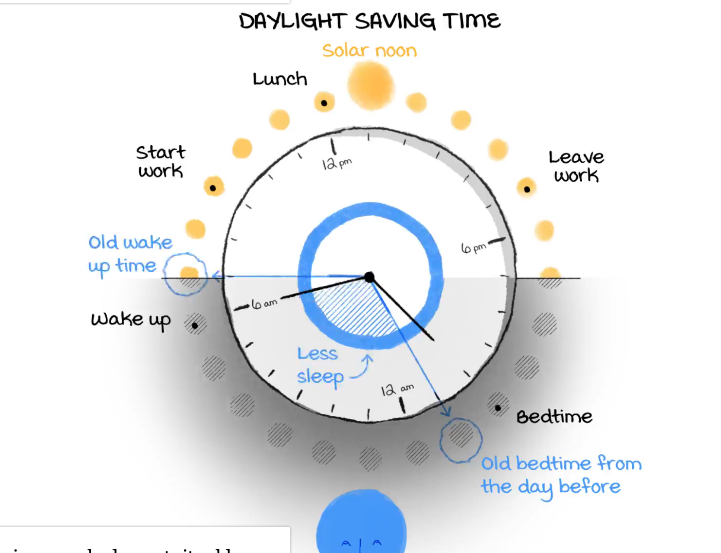 DAYLIGHT SAVING TIME
Solar noon
Lunch
12 pm
Start
work
Leave
work
6 pm
Old wake
up time
6 am
Wake up
Less
sleep
12 am
Bedtime
Old bedtime from
the day before